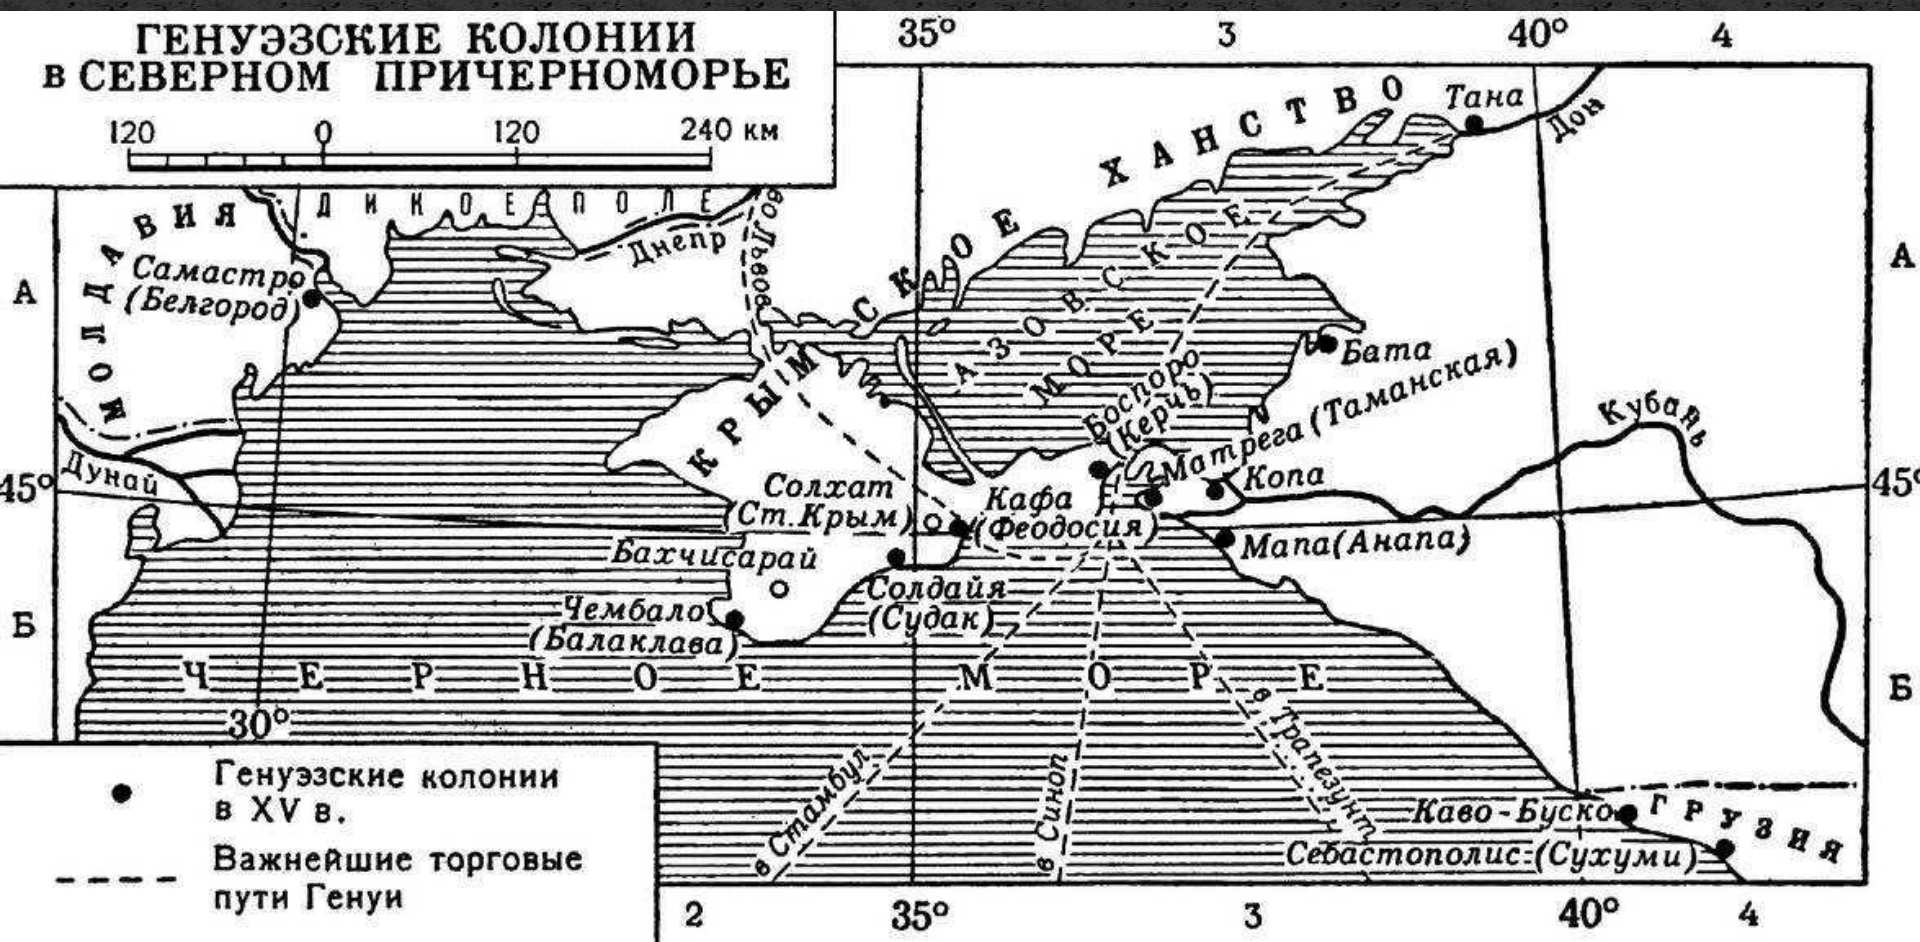 ГЕНУЭЗСКИЕ КОЛОНИИ
в СЕВЕРНОМ ПРИЧЕРНОМОРЬЕ
120 0 120 240 км
35° 3 40° 4
Тана
Дон
КРЫМСКОЕ ХАНСТВО
ДИКОЕ ПОЛЕ
МОЛДАВИЯ
Днепр
во Львов
А
А
Самастро
(Белгород)
АЗОВСКОЕ
МОРЕ
Бата
Боспоро
(Керчь)
Матрега (Таманская)
Кубань
Дунай
45°
45°
Солхат
(Ст.Крым)
Кафа
(Феодосия)
Копа
Мапа(Анапа)
Бахчисарай
Солдайя
(Судак)
Чембало
(Балаклава)
Б
Б
ЧЕРНОЕ МОРЕ
30°
в Стамбул
в Синоп
в Трапезунт
Каво-Буско
ГРУЗИЯ
Себастополис(Сухуми)
Генуэзские колонии
в XV в.
Важнейшие торговые
пути Генуи
2 35° 3 40° 4